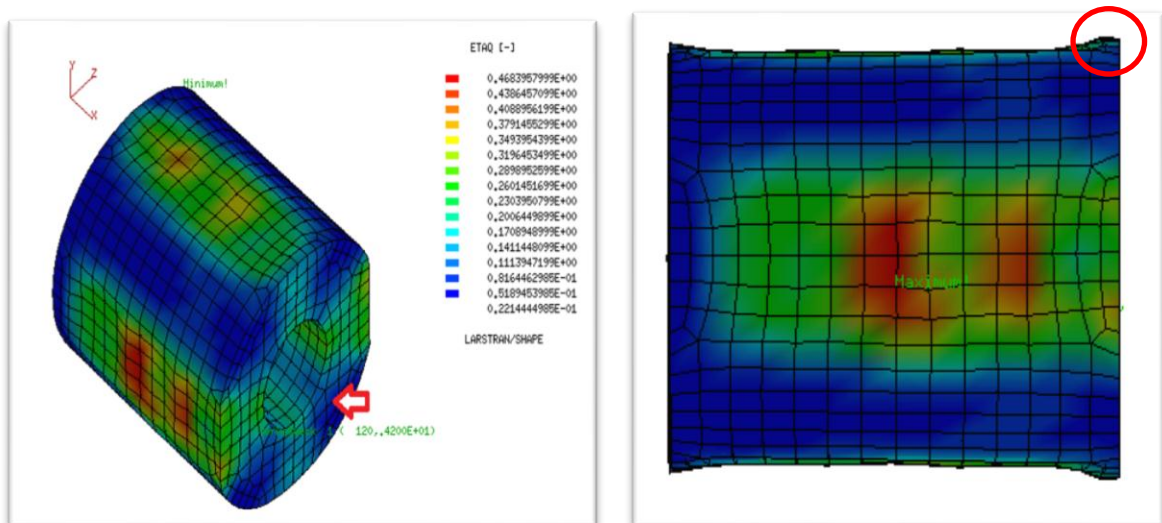 Y
Z
X
Minimum!
ETAQ [-]
0.4683957999E+00
0.4386457099E+00
0.4088956199E+00
0.3791455299E+00
0.3493954399E+00
0.3196453499E+00
0.2898952599E+00
0.2601451699E+00
0.2303950799E+00
0.2006449899E+00
0.1708948999E+00
0.1411448099E+00
0.1113947199E+00
0.8164462985E-01
0.5189453985E-01
0.2214444985E-01
LARSTRAN/SHAPE
1 ( 120,.4200E+01)
Maximum!